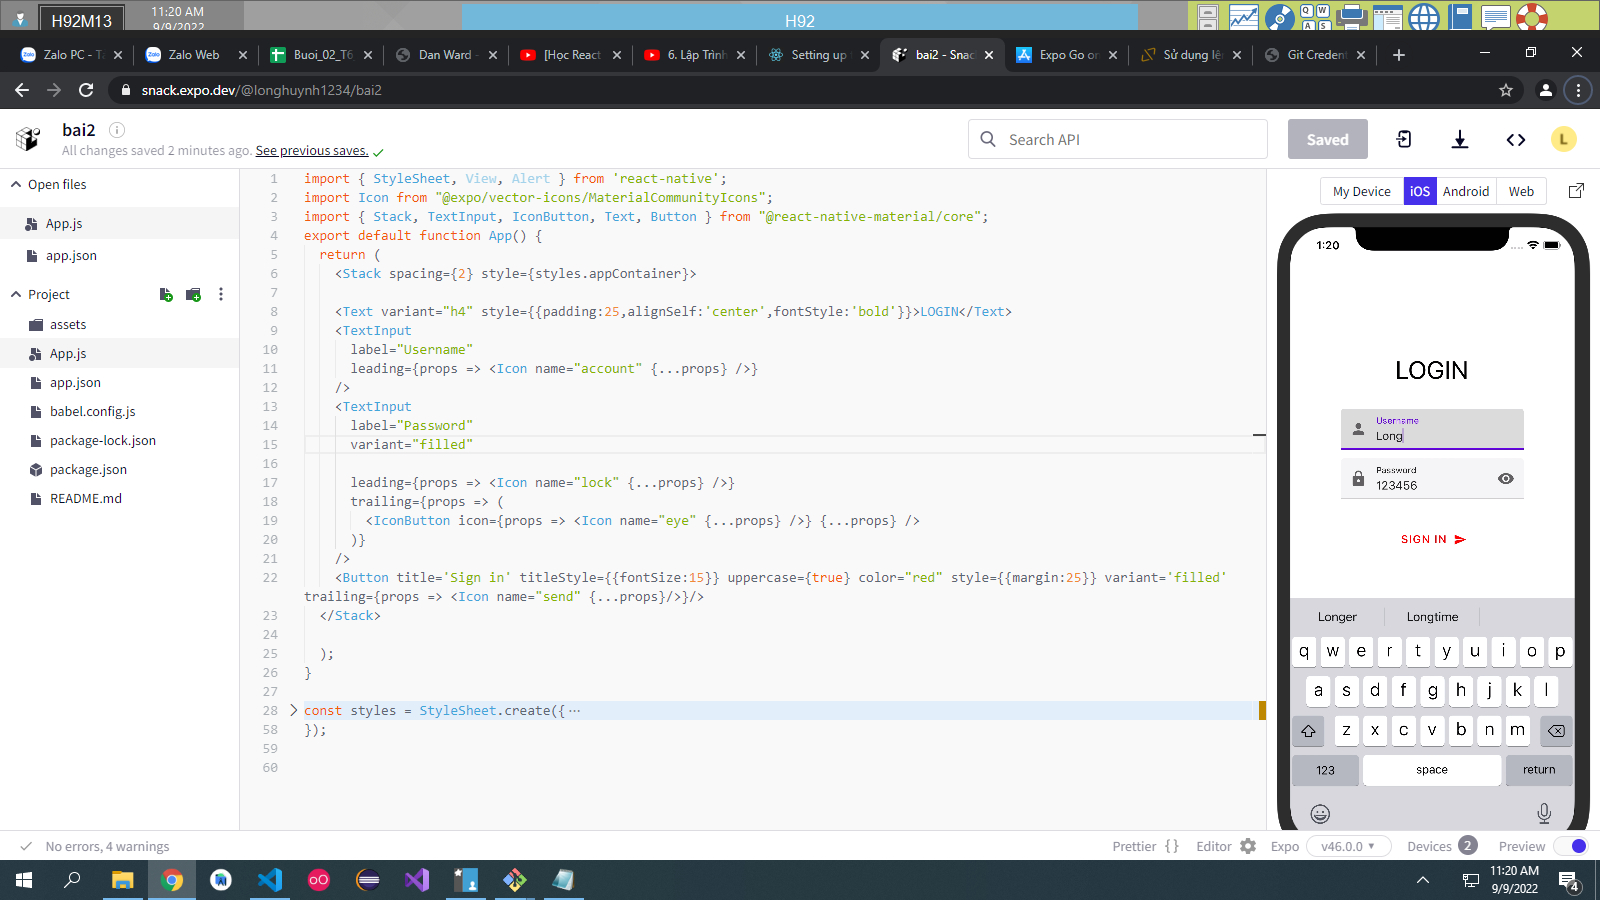 H92M13
11:20 AM
9/9/2022
H92
Zalo PC - Tả
Zalo Web
Buoi_02_T6
Dan Ward -
[Học React
6. Lập Trình
Setting up
bai2 - Snac
Expo Go on
Sử dụng lệ
Git Creden
snack.expo.dev/@longhuynh1234/bai2
bai2
All changes saved 2 minutes ago. See previous saves.
Search API
Saved
L
Open files
App.js
app.json
Project
assets
App.js
app.json
babel.config.js
package-lock.json
package.json
README.md
1 import { StyleSheet, View, Alert } from 'react-native';
2 import Icon from "@expo/vector-icons/MaterialCommunityIcons";
3 import { Stack, TextInput, IconButton, Text, Button } from "@react-native-material/core";
4 export default function App() {
5 return (
6 <Stack spacing={2} style={styles.appContainer}>
7
8 <Text variant="h4" style={{padding:25,alignSelf:'center',fontStyle:'bold'}}>LOGIN</Text>
9 <TextInput
10 label="Username"
11 leading={props => <Icon name="account" {...props} />}
12 />
13 <TextInput
14 label="Password"
15 variant="filled"
16
17 leading={props => <Icon name="lock" {...props} />}
18 trailing={props => (
19 <IconButton icon={props => <Icon name="eye" {...props} />} {...props} />
20 )}
21 />
22 <Button title='Sign in' titleStyle={{fontSize:15}} uppercase={true} color="red" style={{margin:25}} variant='filled'
trailing={props => <Icon name="send" {...props}/>}/>
23 </Stack>
24
25 );
26 }
27
28 const styles = StyleSheet.create({···
58 });
59
60
My Device
iOS
Android
Web
1:20
LOGIN
Username
Long
Password
123456
SIGN IN
Longer
Longtime
q w e r t y u i o p
a s d f g h j k l
z x c v b n m
123
space
return
No errors, 4 warnings
Prettier { }
Editor
Expo
v46.0.0
Devices 2
Preview
11:20 AM
9/9/2022
4